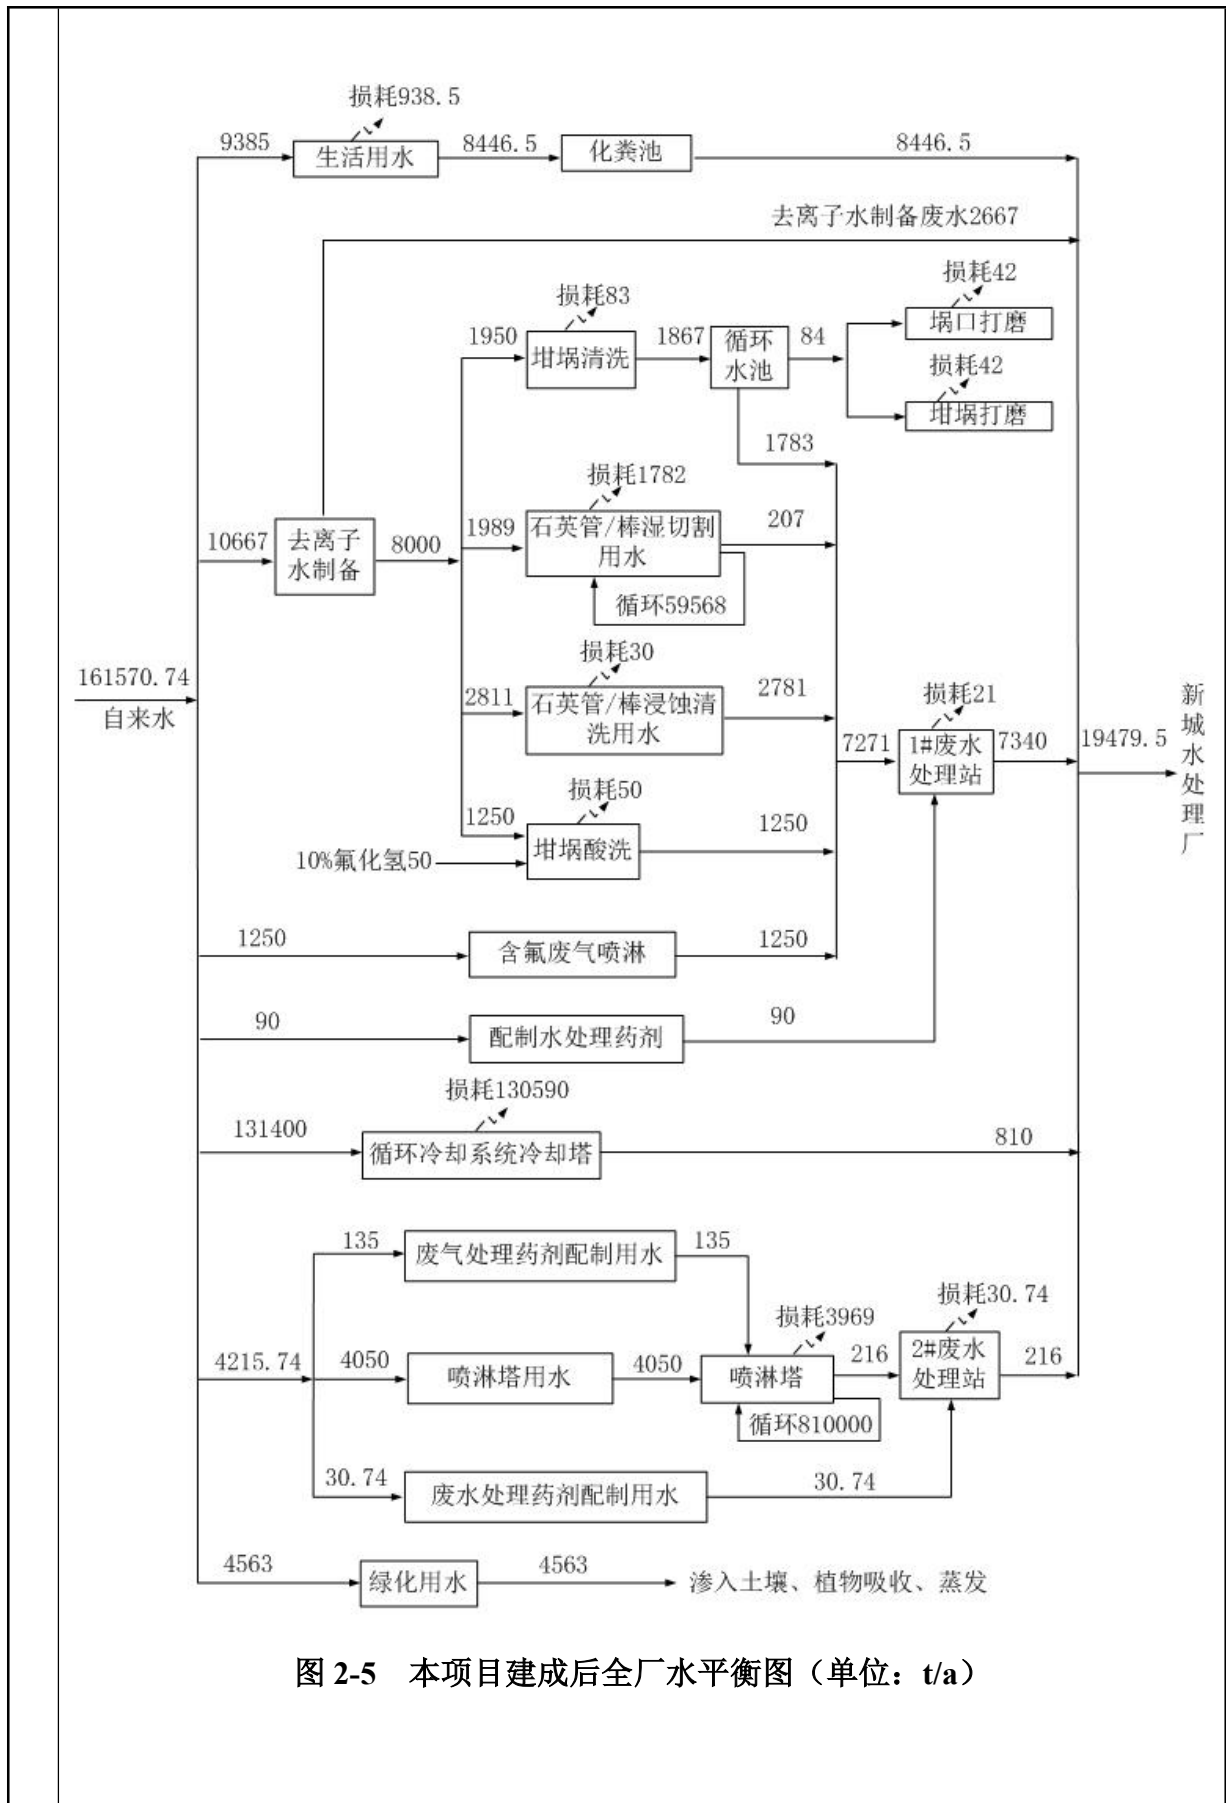 损耗938.5
9385
生活用水
8446.5
化粪池
8446.5
去离子水制备废水2667
损耗42
损耗83
埚口打磨
1950
坩埚清洗
1867
循环
水池
84
损耗42
坩埚打磨
1783
损耗1782
10667
去离子
水制备
8000
1989
石英管/棒湿切割
用水
207
循环59568
损耗30
161570.74
自来水
2811
石英管/棒浸蚀清
洗用水
2781
损耗21
7271
1#废水
处理站
7340
19479.5
新
城
水
处
理
厂
损耗50
1250
坩埚酸洗
1250
10%氟化氢50
1250
含氟废气喷淋
1250
90
配制水处理药剂
90
损耗130590
131400
循环冷却系统冷却塔
810
135
废气处理药剂配制用水
135
损耗30.74
损耗3969
4215.74
4050
喷淋塔用水
4050
喷淋塔
216
2#废水
处理站
216
循环810000
30.74
废水处理药剂配制用水
30.74
4563
绿化用水
4563
渗入土壤、植物吸收、蒸发
图 2-5 本项目建成后全厂水平衡图（单位：t/a）